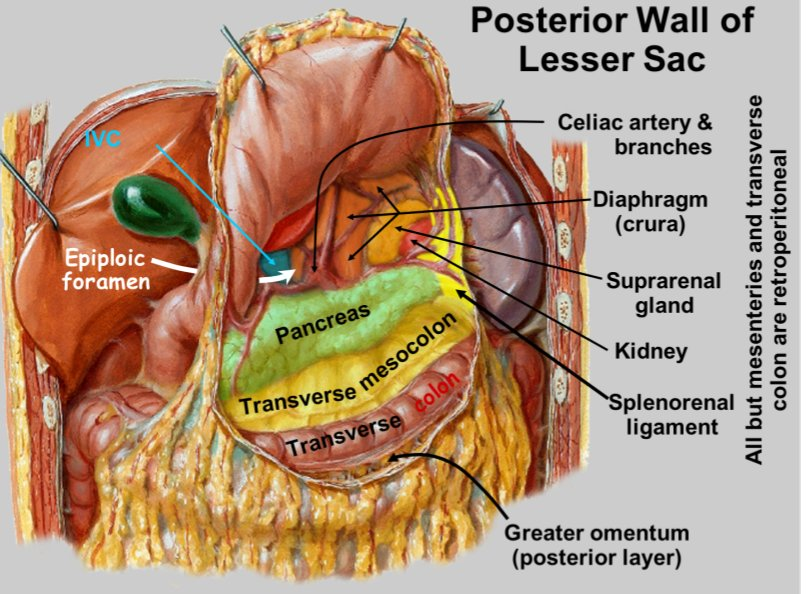 Posterior Wall of
Lesser Sac
IVC
Celiac artery &
branches
Diaphragm
(crura)
Epiploic
foramen
Suprarenal
gland
Pancreas
Kidney
Transverse mesocolon
Splenorenal
ligament
Transverse colon
Greater omentum
(posterior layer)
All but mesenteries and transverse
colon are retroperitoneal